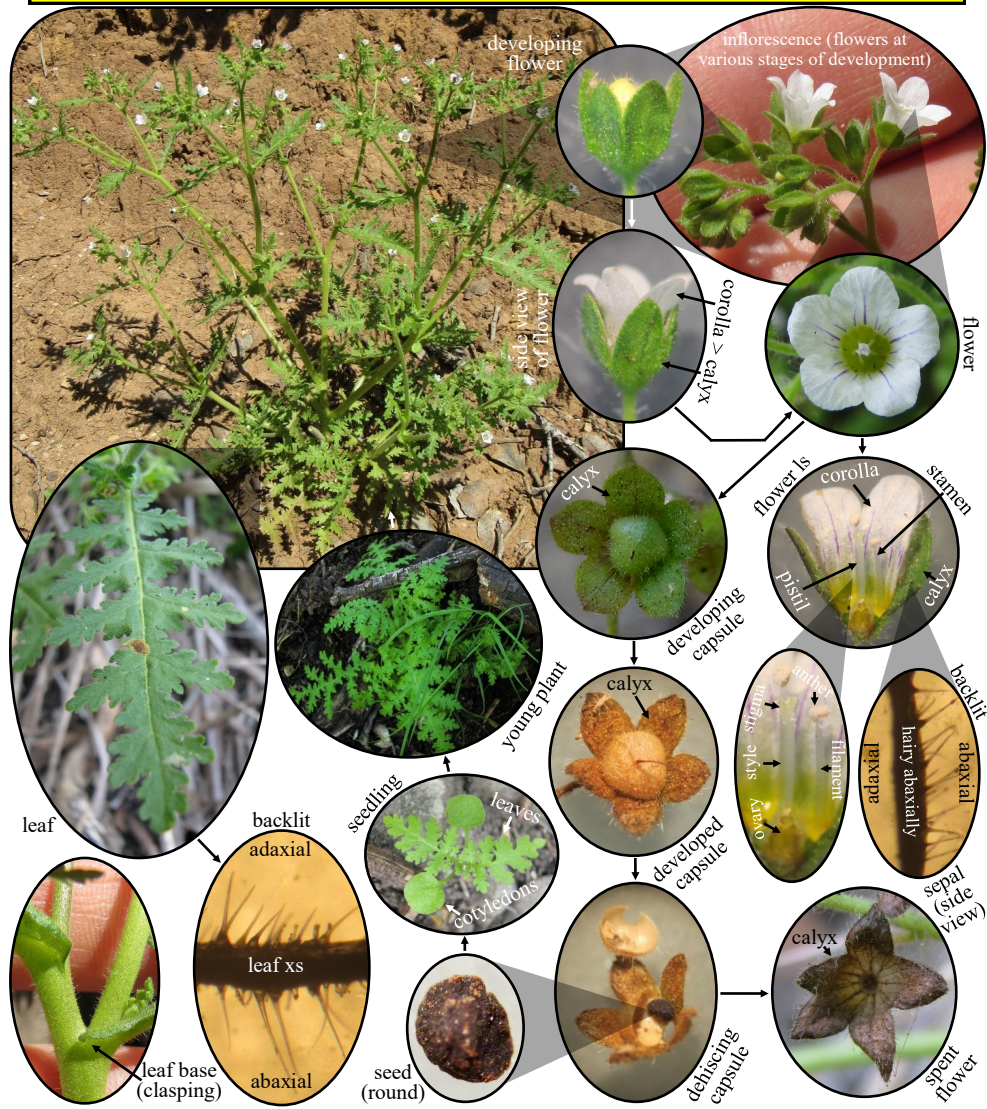 developing
flower
inflorescence (flowers at
various stages of development)
side view
of flower
corolla > calyx
flower
calyx
developing
capsule
flower ls
corolla
stamen
pistil
calyx
leaf
young plant
calyx
developed
capsule
stigma
anther
style
filament
ovary
backlit
adaxial
hairy abaxially
abaxial
sepal
(side
view)
seedling
leaves
cotyledons
backlit
adaxial
leaf xs
abaxial
leaf base
(clasping)
seed
(round)
dehiscing
capsule
calyx
spent
flower